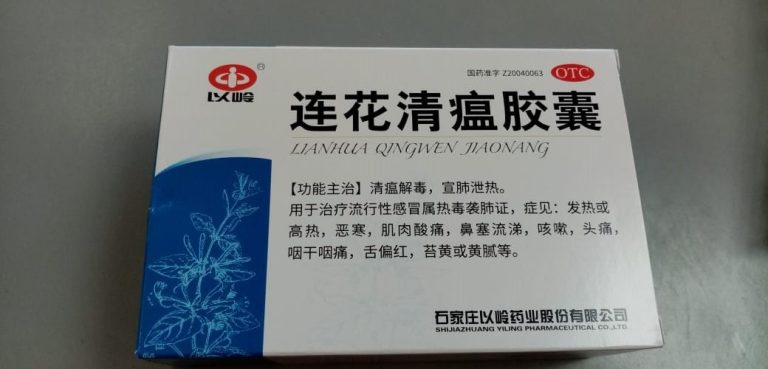 以岭
®
国药准字 Z20040063
OTC
连花清瘟胶囊
LIANHUA QINGWEN JIAONANG
【功能主治】清瘟解毒，宣肺泄热。
用于治疗流行性感冒属热毒袭肺证，症见：发热或
高热，恶寒，肌肉酸痛，鼻塞流涕，咳嗽，头痛，
咽干咽痛，舌偏红，苔黄或黄腻等。
石家庄以岭药业股份有限公司
SHIJIAZHUANG YILING PHARMACEUTICAL CO.,LTD.